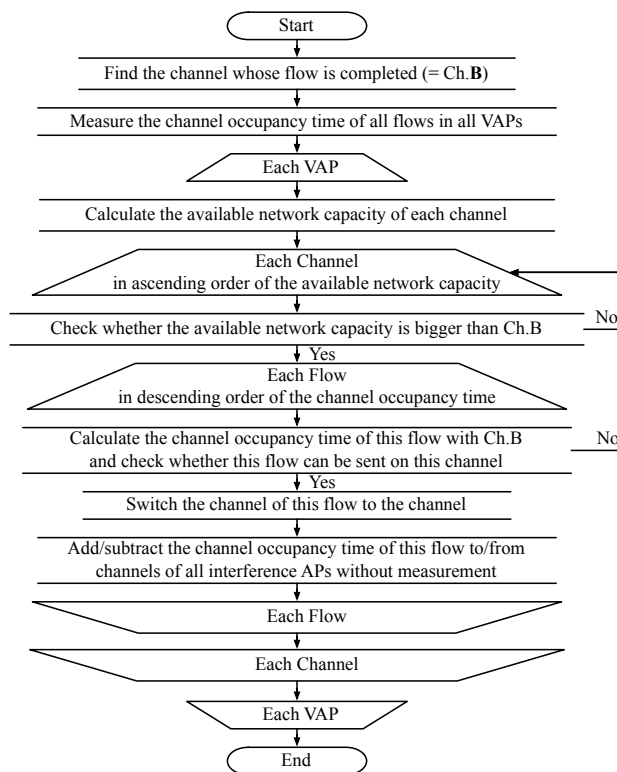 Start
Find the channel whose flow is completed (= Ch.B)
Measure the channel occupancy time of all flows in all VAPs
Each VAP
Calculate the available network capacity of each channel
Each Channel
in ascending order of the available network capacity
Check whether the available network capacity is bigger than Ch.B
No
Yes
Each Flow
in descending order of the channel occupancy time
Calculate the channel occupancy time of this flow with Ch.B
and check whether this flow can be sent on this channel
No
Yes
Switch the channel of this flow to the channel
Add/subtract the channel occupancy time of this flow to/from
channels of all interference APs without measurement
Each Flow
Each Channel
Each VAP
End